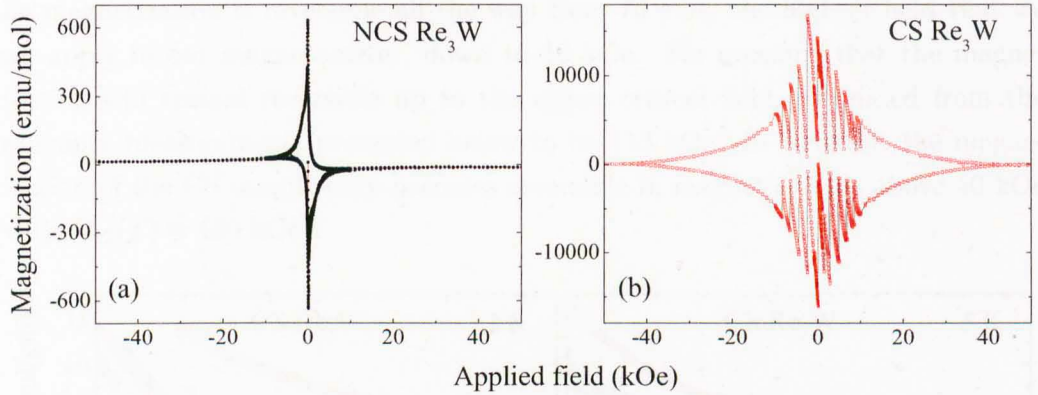 NCS Re3W
CS Re3W
Magnetization (emu/mol)
600
300
0
-300
-600
10000
0
-10000
(a)
(b)
-40 -20 0 20 40
-40 -20 0 20 40
Applied field (kOe)